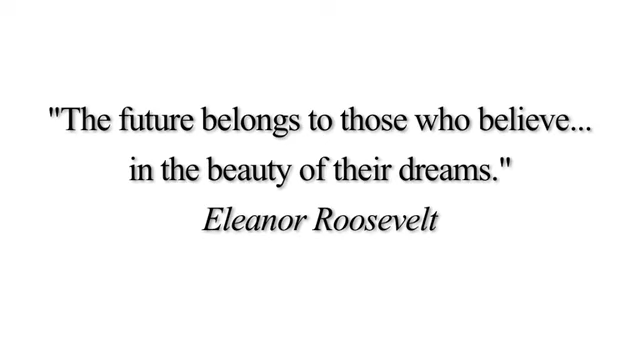 "The future belongs to those who believe...
in the beauty of their dreams."
Eleanor Roosevelt